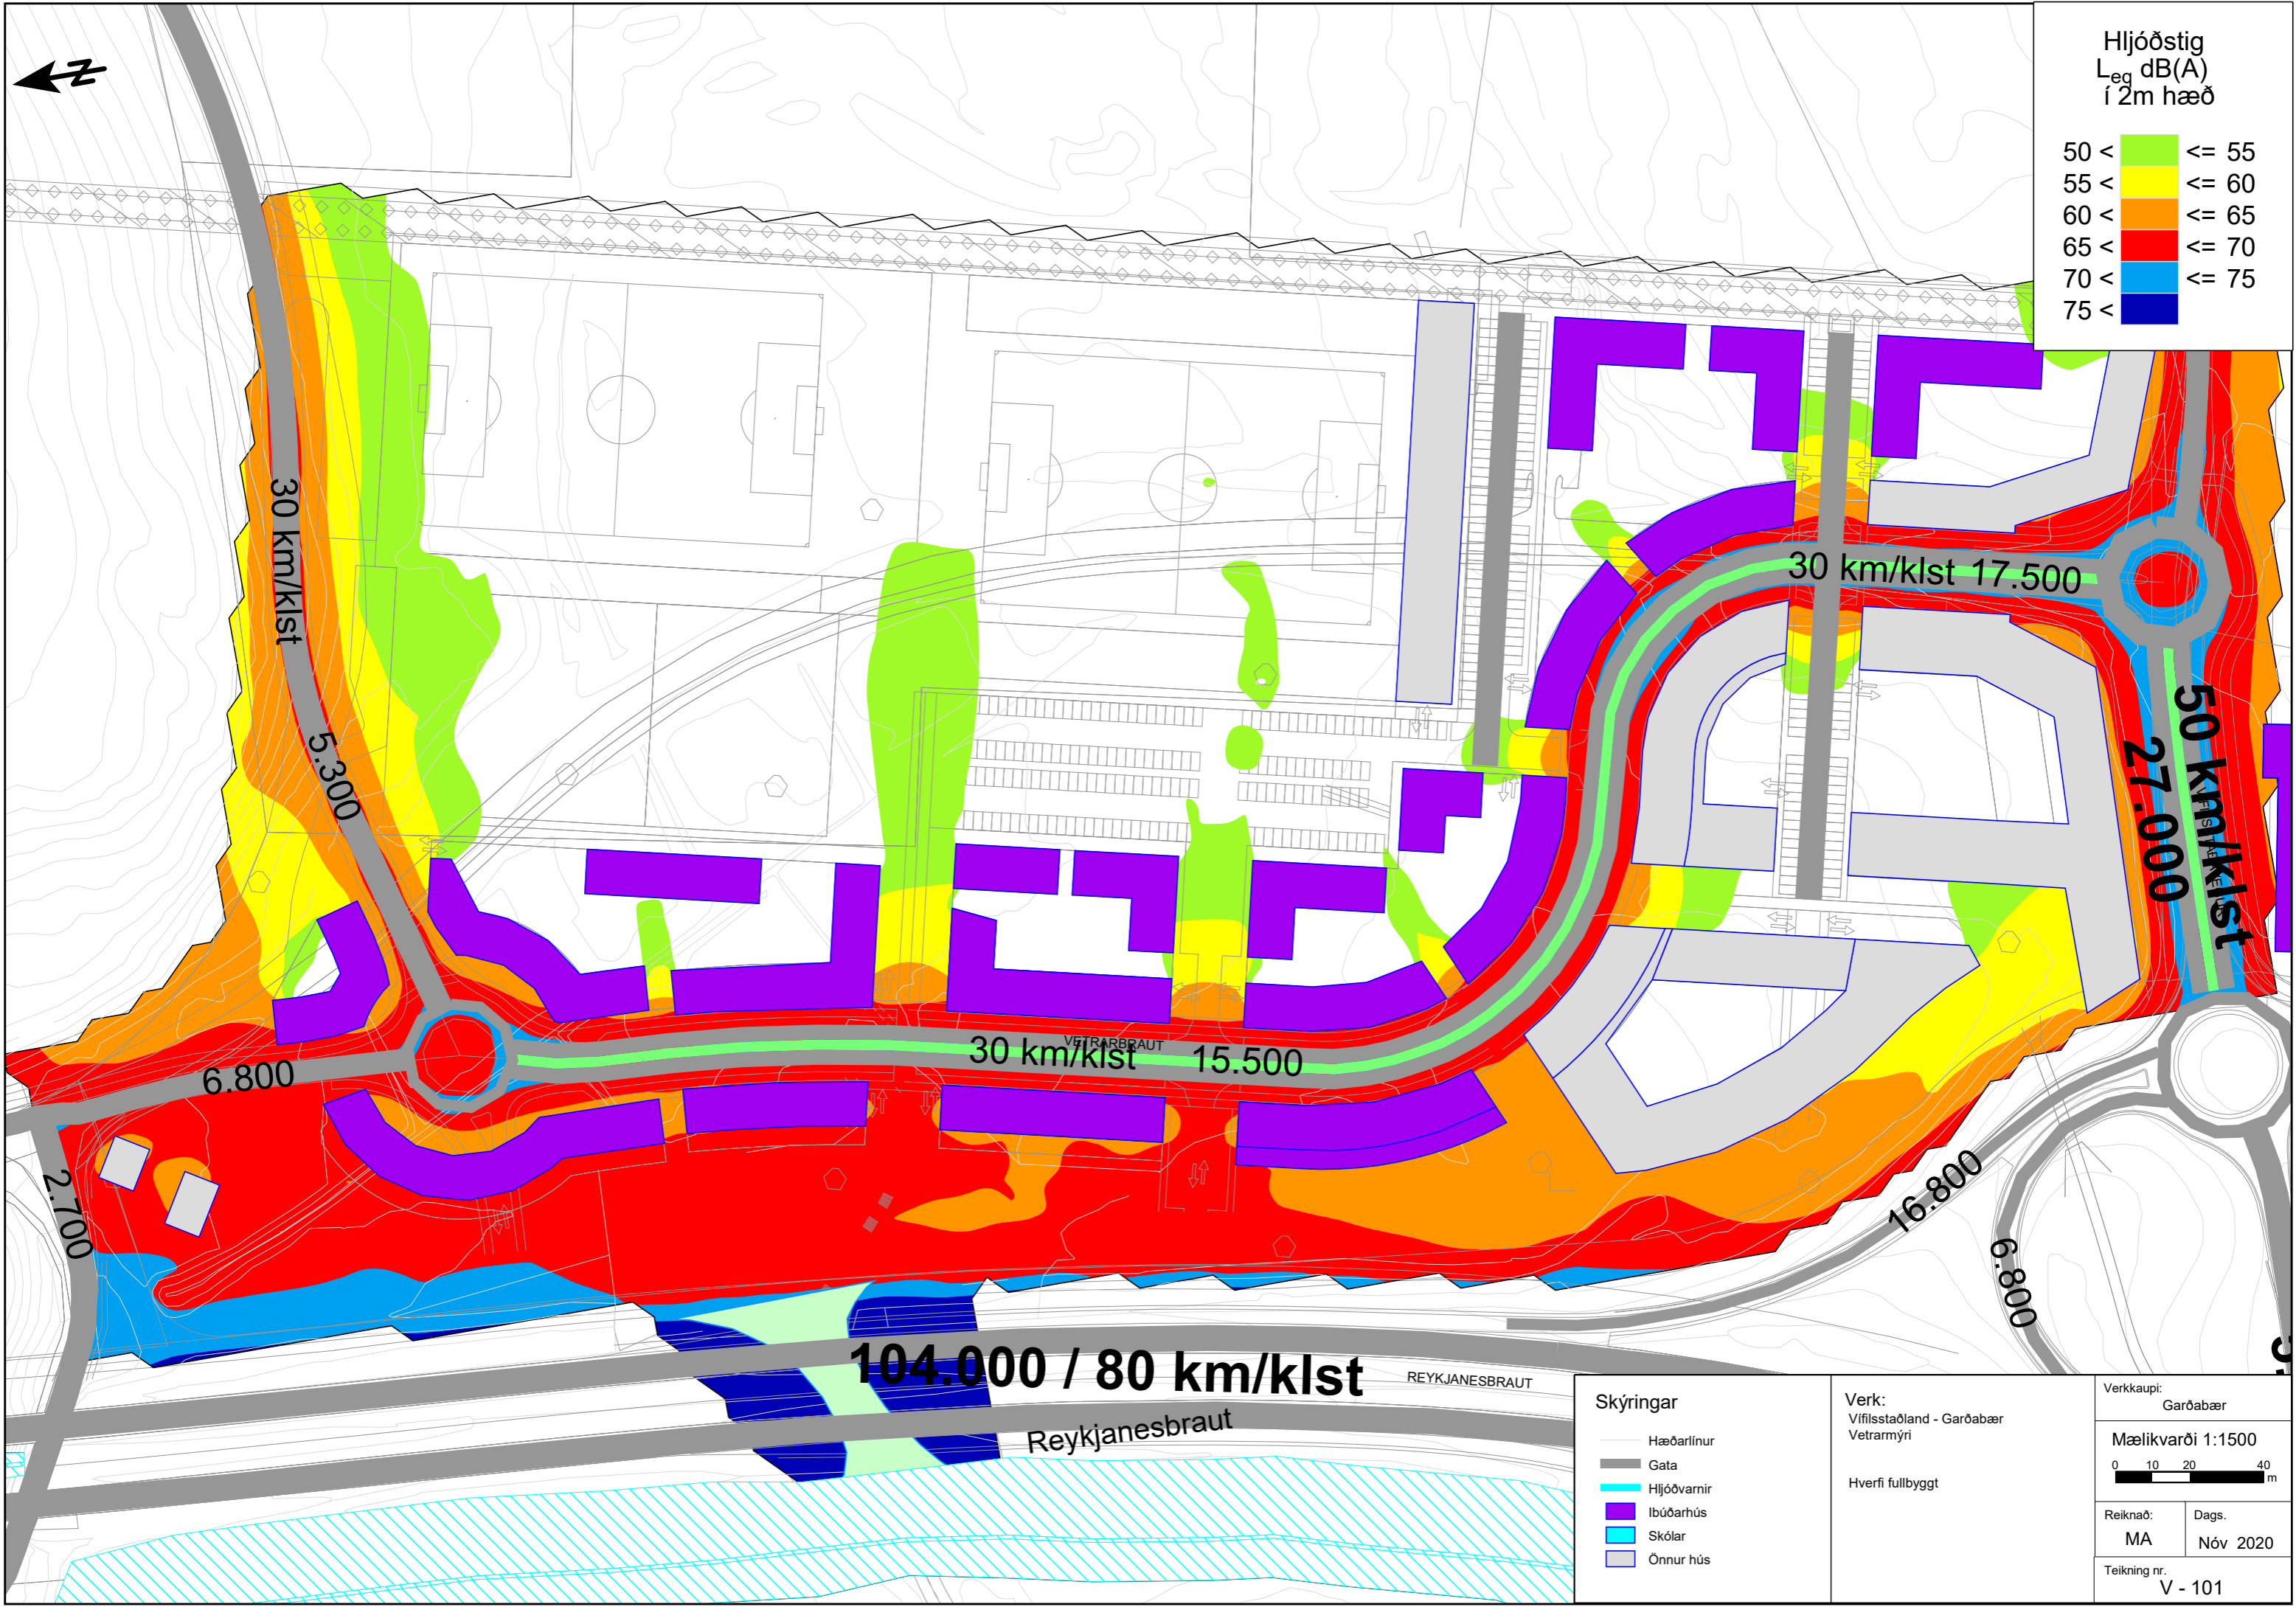 N
Hljóðstig
Leq dB(A)
í 2m hæð
50 < <= 55
55 < <= 60
60 < <= 65
65 < <= 70
70 < <= 75
75 <
30 km/klst
5.300
30 km/klst 17.500
50 km/klst
27.000
6.800
VETRARBRAUT
30 km/klst 15.500
2.700
16.800
6.800
104.000 / 80 km/klst
REYKJANESBRAUT
Reykjanesbraut
Skýringar
Hæðarlínur
Gata
Hljóðvarnir
Ibúðarhús
Skólar
Önnur hús
Verk:
Vífilsstaðland - Garðabær
Vetrarmýri
Hverfi fullbyggt
Verkkaupi:
Garðabær
Mælikvarði 1:1500
0 10 20 40
m
Reiknað:
MA
Dags.
Nóv 2020
Teikning nr.
V - 101